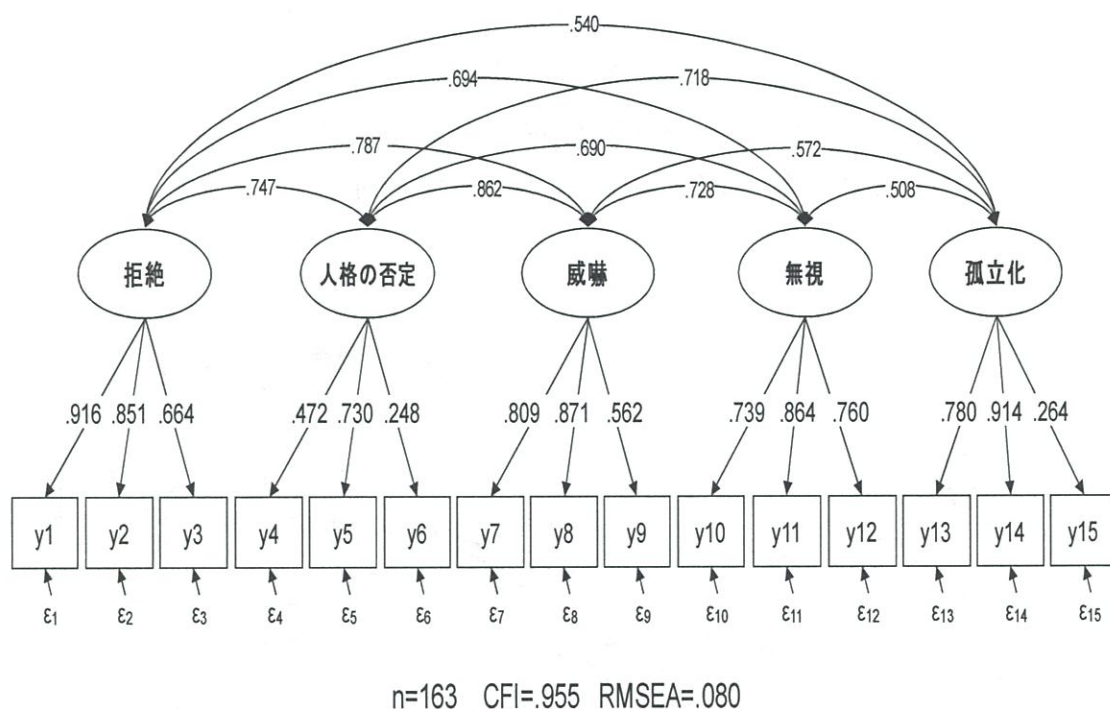 .540
.694 .718
.787 .690 .572
.747 .862 .728 .508
拒絶 人格の否定 威嚇 無視 孤立化
.916 .851 .664 .472 .730 .248 .809 .871 .562 .739 .864 .760 .780 .914 .264
y1 y2 y3 y4 y5 y6 y7 y8 y9 y10 y11 y12 y13 y14 y15
ε1 ε2 ε3 ε4 ε5 ε6 ε7 ε8 ε9 ε10 ε11 ε12 ε13 ε14 ε15
n=163 CFI=.955 RMSEA=.080